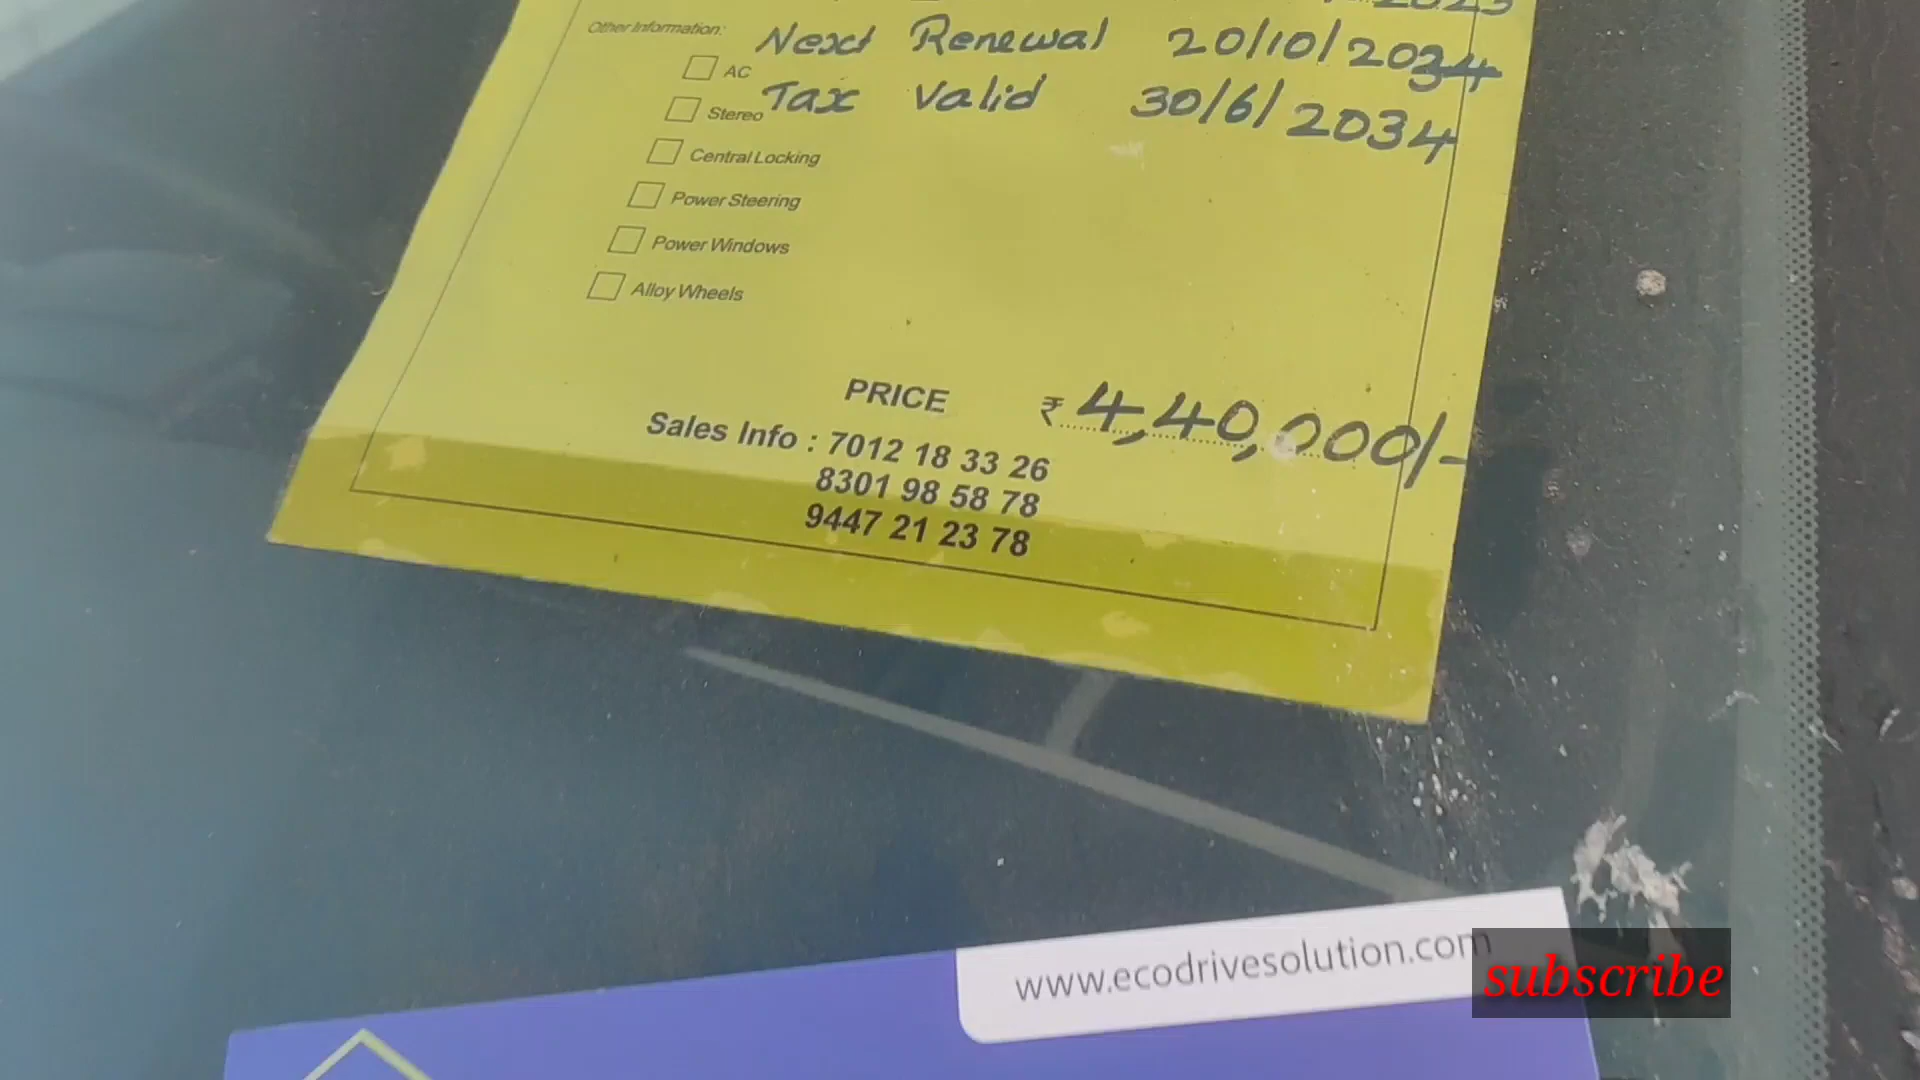 2023
Other Information:
Next Renewal 20/10/2034
AC
Tax Valid 30/6/2034
Stereo
Central Locking
Power Steering
Power Windows
Alloy Wheels
PRICE ₹ 4,40,000/-
Sales Info : 7012 18 33 26
8301 98 58 78
9447 21 23 78
www.ecodrivesolution.com
subscribe